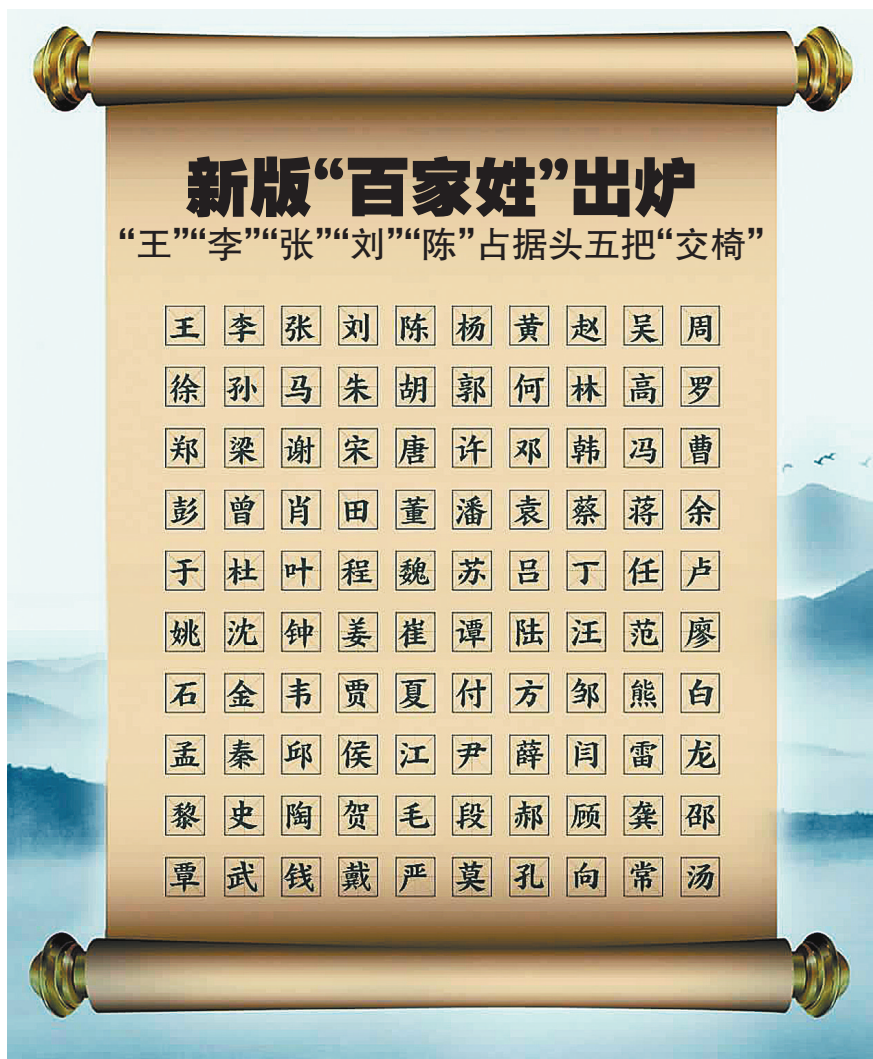 新版“百家姓”出炉
“王”“李”“张”“刘”“陈”占据头五把“交椅”
王 李 张 刘 陈 杨 黄 赵 吴 周
徐 孙 马 朱 胡 郭 何 林 高 罗
郑 梁 谢 宋 唐 许 邓 韩 冯 曹
彭 曾 肖 田 董 潘 袁 蔡 蒋 余
于 杜 叶 程 魏 苏 吕 丁 任 卢
姚 沈 钟 姜 崔 谭 陆 汪 范 廖
石 金 韦 贾 夏 付 方 邹 熊 白
孟 秦 邱 侯 江 尹 薛 闫 雷 龙
黎 史 陶 贺 毛 段 郝 顾 龚 邵
覃 武 钱 戴 严 莫 孔 向 常 汤